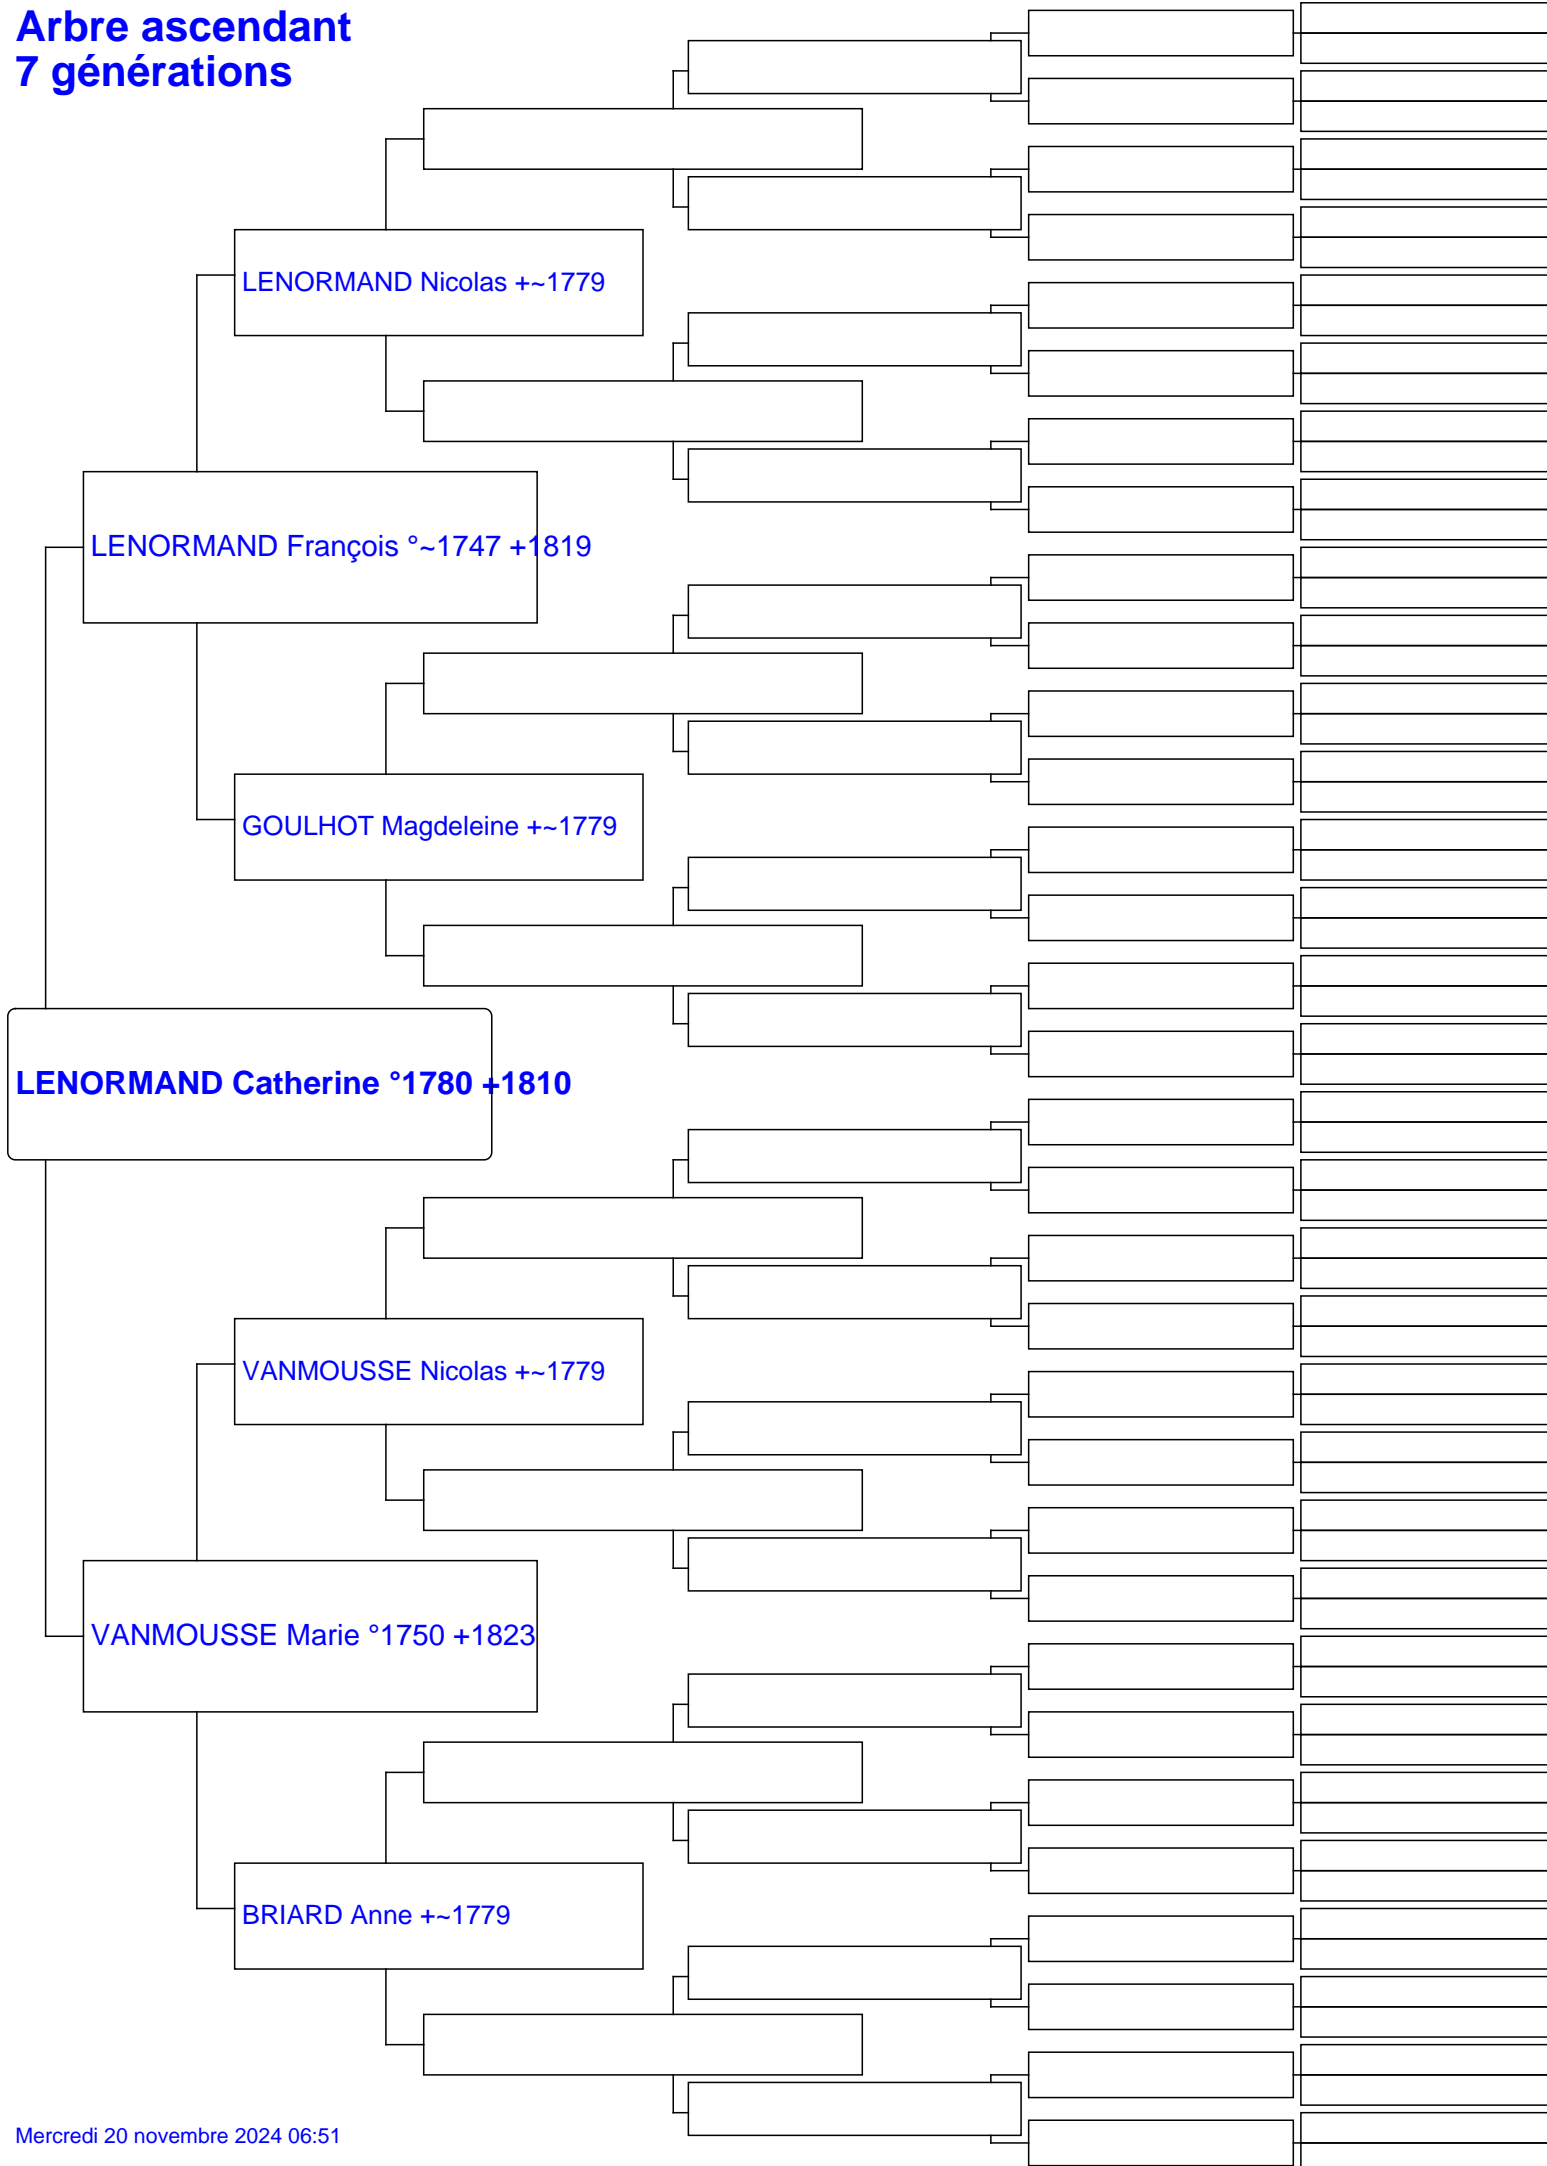 Arbre ascendant
7 générations
LENORMAND Nicolas +~1779
LENORMAND François °~1747 +1819
GOULHOT Magdeleine +~1779
LENORMAND Catherine °1780 +1810
VANMOUSSE Nicolas +~1779
VANMOUSSE Marie °1750 +1823
BRIARD Anne +~1779
Mercredi 20 novembre 2024 06:51